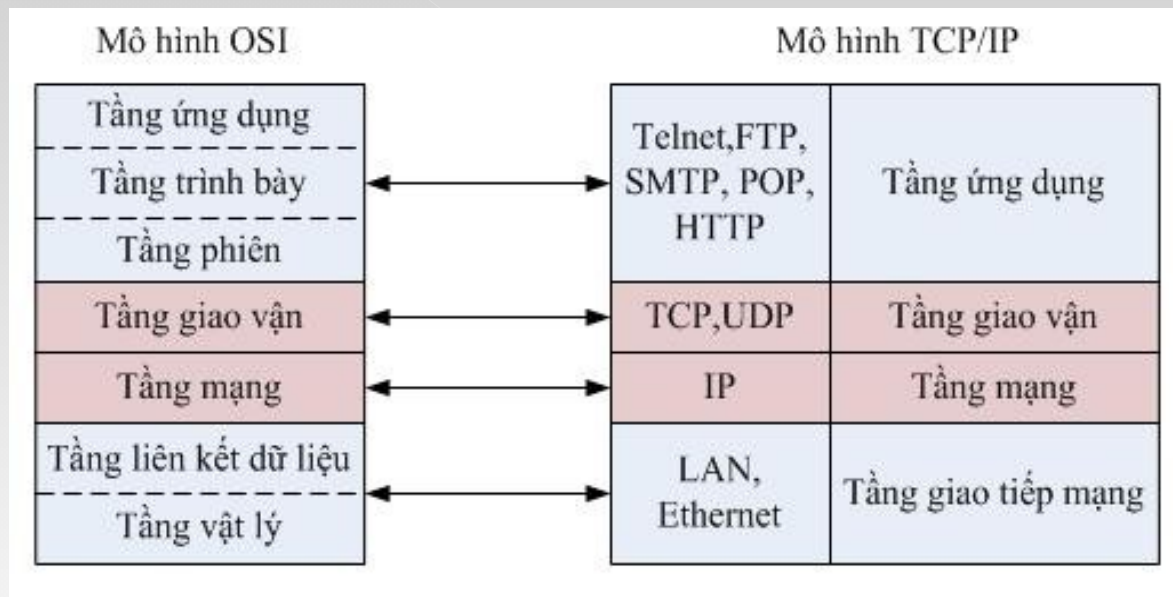 Mô hình OSI
Mô hình TCP/IP
Tầng ứng dụng
Tầng trình bày
Tầng phiên
Tầng giao vận
Tầng mạng
Tầng liên kết dữ liệu
Tầng vật lý
Telnet,FTP,
SMTP, POP,
HTTP
Tầng ứng dụng
TCP,UDP
Tầng giao vận
IP
Tầng mạng
LAN,
Ethernet
Tầng giao tiếp mạng